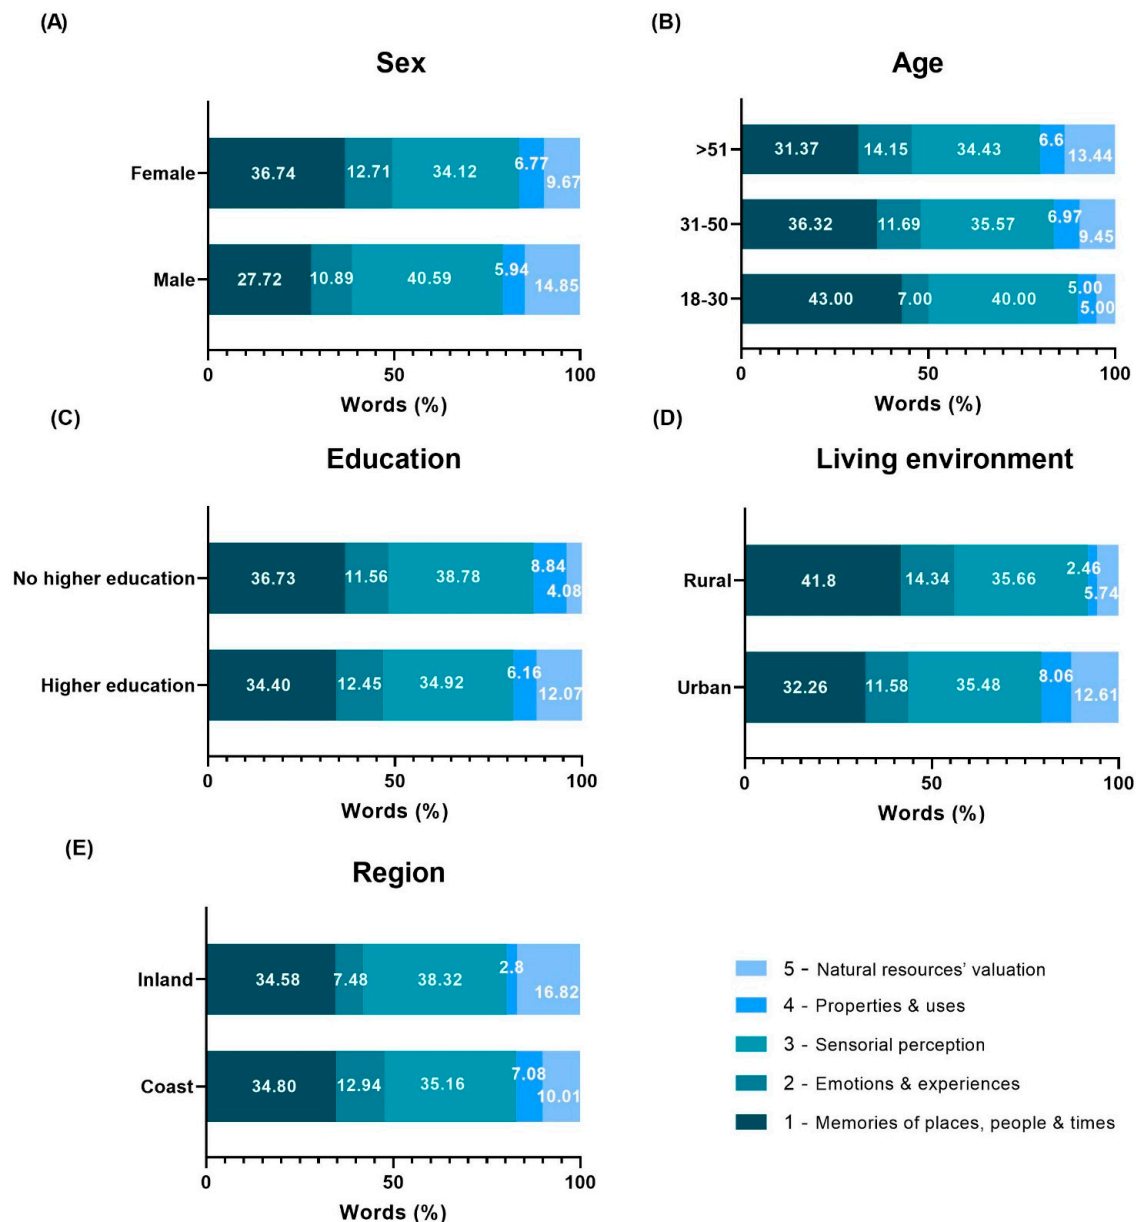 (A)
Sex
Female
36.74 12.71 34.12 6.77 9.67
Male
27.72 10.89 40.59 5.94 14.85
0 50 100
Words (%)
(B)
Age
>51
31.37 14.15 34.43 6.6 13.44
31-50
36.32 11.69 35.57 6.97 9.45
18-30
43.00 7.00 40.00 5.00 5.00
0 50 100
Words (%)
(C)
Education
No higher education
36.73 11.56 38.78 8.84 4.08
Higher education
34.40 12.45 34.92 6.16 12.07
0 50 100
Words (%)
(D)
Living environment
Rural
41.8 14.34 35.66 2.46 5.74
Urban
32.26 11.58 35.48 8.06 12.61
0 50 100
Words (%)
(E)
Region
Inland
34.58 7.48 38.32 2.8 16.82
Coast
34.80 12.94 35.16 7.08 10.01
0 50 100
Words (%)
5 - Natural resources' valuation
4 - Properties & uses
3 - Sensorial perception
2 - Emotions & experiences
1 - Memories of places, people & times